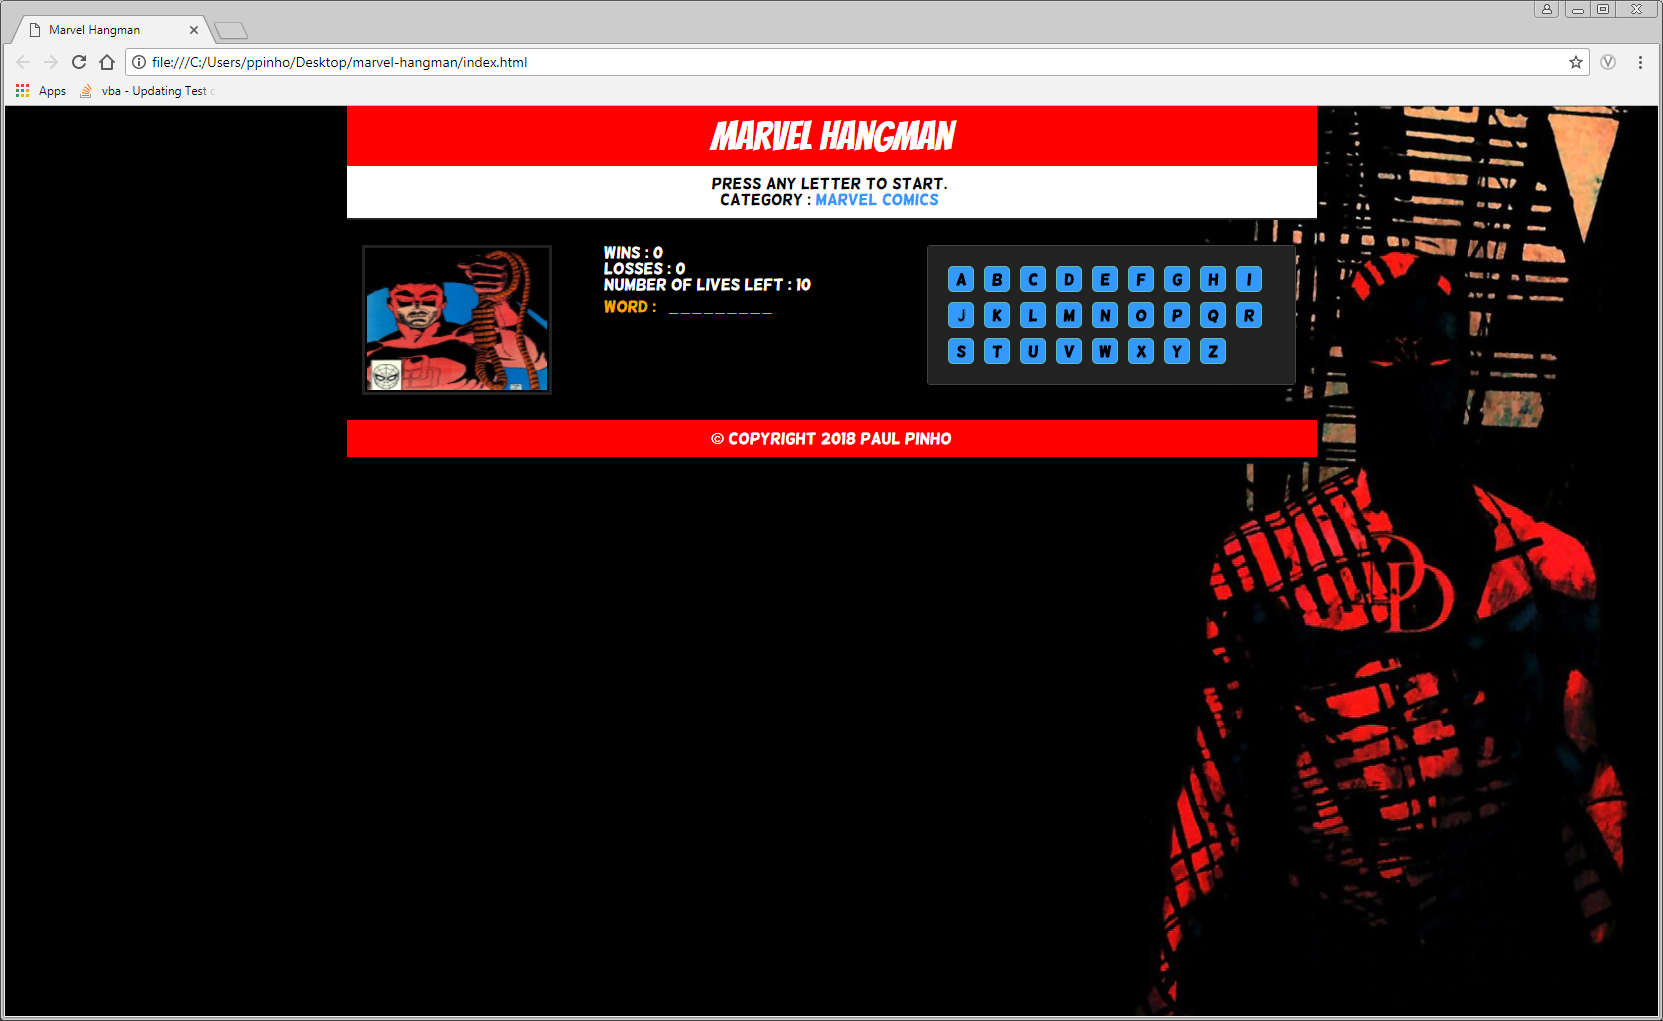 Marvel Hangman
file:///C:/Users/ppinho/Desktop/marvel-hangman/index.html
Apps
vba - Updating Test c
MARVEL HANGMAN
PRESS ANY LETTER TO START.
CATEGORY : MARVEL COMICS
WINS : 0
LOSSES : 0
NUMBER OF LIVES LEFT : 10
WORD : _ _ _ _ _ _ _ _ _
A B C D E F G H I
J K L M N O P Q R
S T U V W X Y Z
© COPYRIGHT 2018 PAUL PINHO
DD